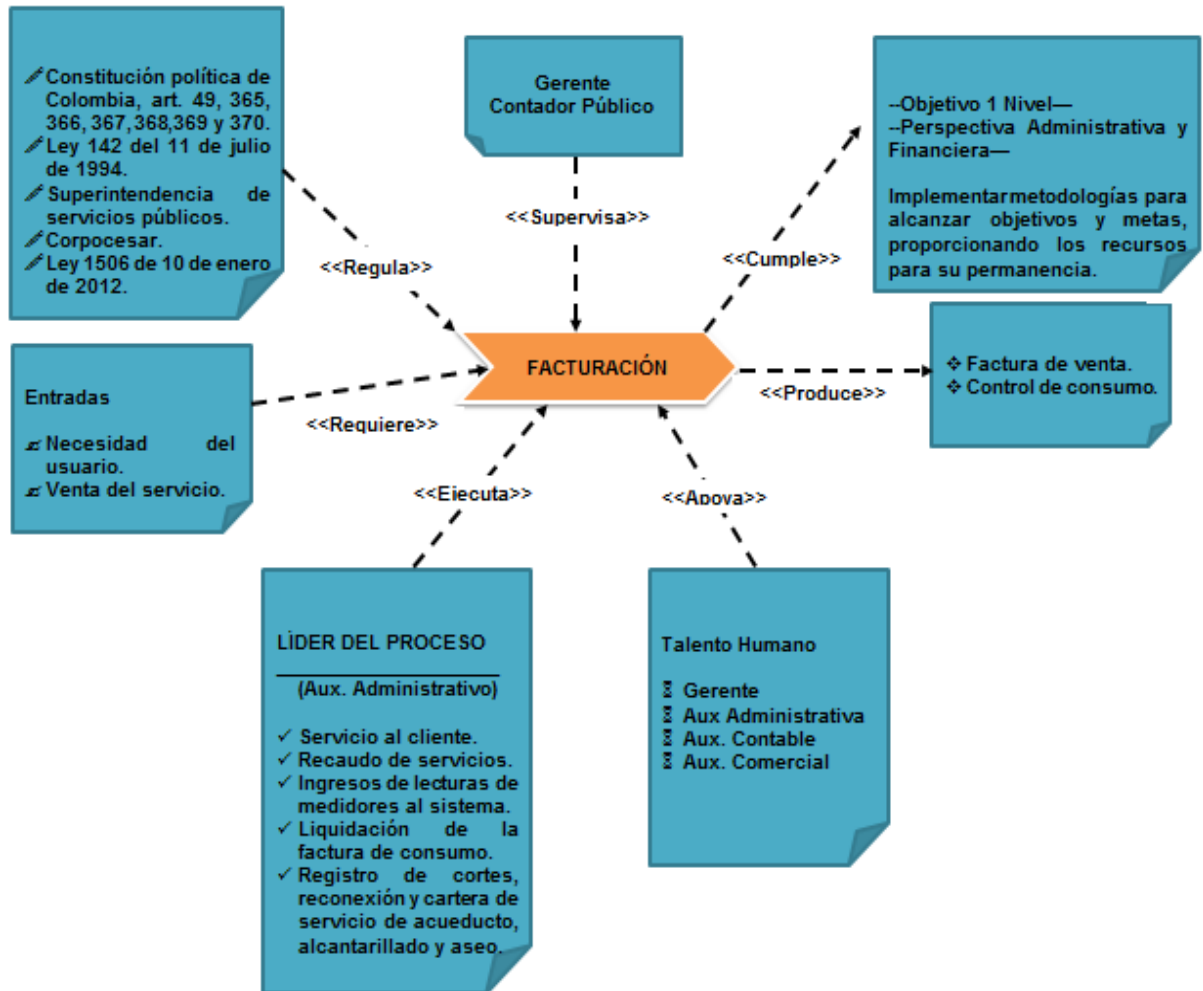 Constitución política de
Colombia, art. 49, 365,
366, 367,368,369 y 370.
Ley 142 del 11 de julio
de 1994.
Superintendencia de
servicios públicos.
Corpocesar.
Ley 1506 de 10 de enero
de 2012.
Gerente
Contador Público
--Objetivo 1 Nivel—
--Perspectiva Administrativa y
Financiera—
Implementar metodologías para
alcanzar objetivos y metas,
proporcionando los recursos
para su permanencia.
<<Supervisa>>
<<Regula>>
<<Cumple>>
Entradas
Necesidad del
usuario.
Venta del servicio.
FACTURACIÓN
❖ Factura de venta.
❖ Control de consumo.
<<Requiere>>
<<Produce>>
<<Ejecuta>>
<<Apoya>>
LÌDER DEL PROCESO
(Aux. Administrativo)
✓ Servicio al cliente.
✓ Recaudo de servicios.
✓ Ingresos de lecturas de
medidores al sistema.
✓ Liquidación de la
factura de consumo.
✓ Registro de cortes,
reconexión y cartera de
servicio de acueducto,
alcantarillado y aseo.
Talento Humano
Gerente
Aux Administrativa
Aux. Contable
Aux. Comercial